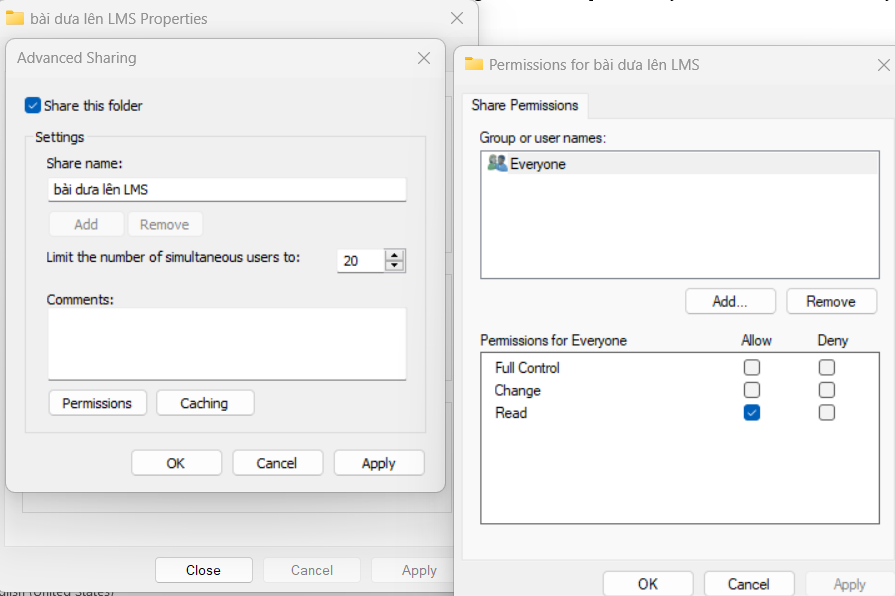 bài dưa lên LMS Properties
Advanced Sharing
Share this folder
Settings
Share name:
bài dưa lên LMS
Add Remove
Limit the number of simultaneous users to: 20
Comments:
Permissions Caching
OK Cancel Apply
Close Cancel Apply
(United States)
Permissions for bài dưa lên LMS
Share Permissions
Group or user names:
Everyone
Add... Remove
Permissions for Everyone Allow Deny
Full Control
Change
Read
OK Cancel Apply